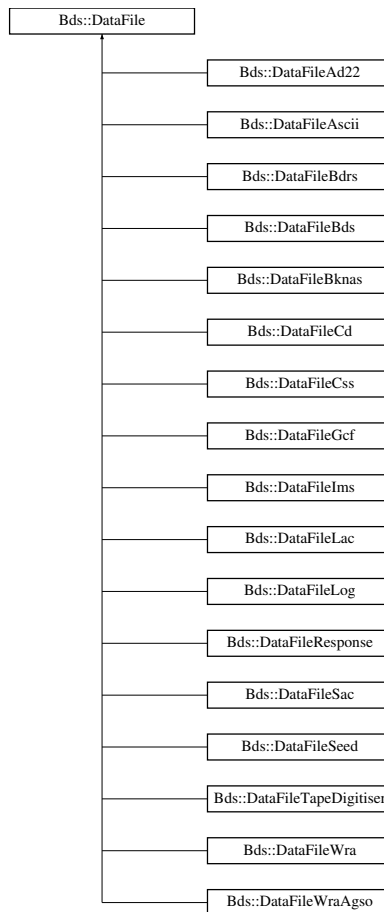 Bds::DataFile
Bds::DataFileAd22
Bds::DataFileAscii
Bds::DataFileBdrs
Bds::DataFileBds
Bds::DataFileBknas
Bds::DataFileCd
Bds::DataFileCss
Bds::DataFileGcf
Bds::DataFileIms
Bds::DataFileLac
Bds::DataFileLog
Bds::DataFileResponse
Bds::DataFileSac
Bds::DataFileSeed
Bds::DataFileTapeDigitiser
Bds::DataFileWra
Bds::DataFileWraAgso